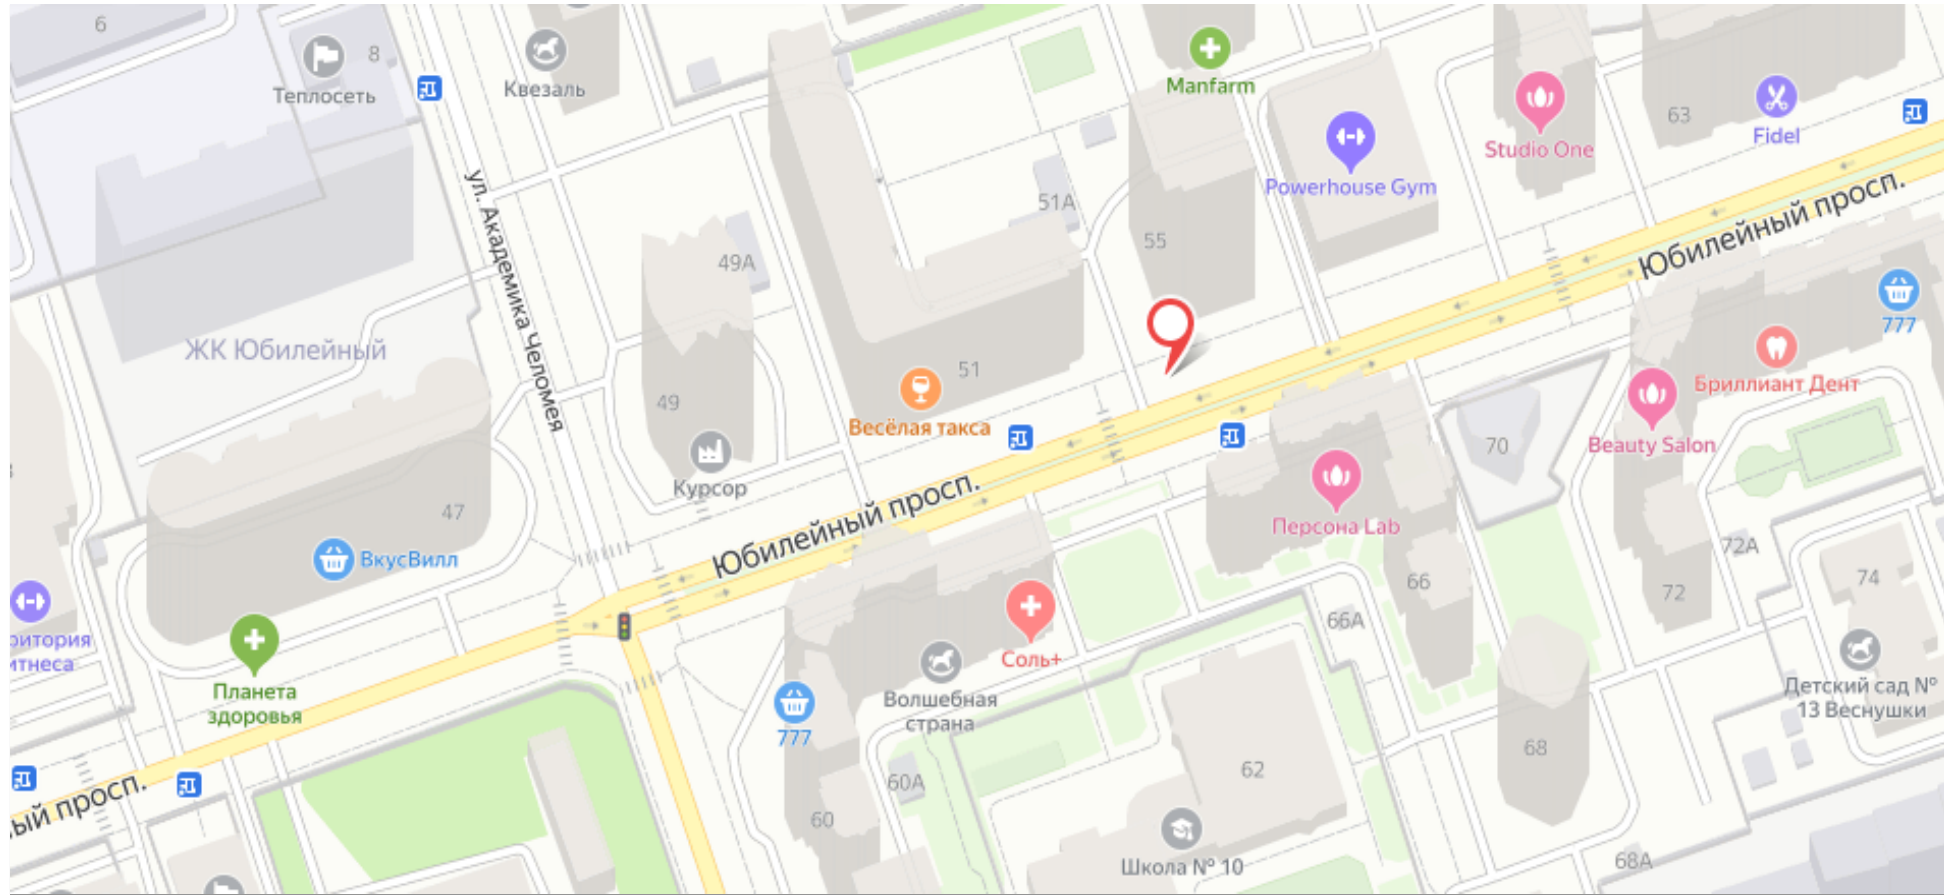 6
8
Теплосеть
Квезаль
Manfarm
63
Fidel
Studio One
Powerhouse Gym
51А
55
49А
ул. Академика Челомея
Юбилейный просп.
777
ЖК Юбилейный
51
Весёлая такса
49
Курсор
Бриллиант Дент
Beauty Salon
70
47
ВкусВилл
Юбилейный просп.
Персона Lab
72А
66
72
74
66А
ритория
итнеса
Планета
здоровья
Соль+
Волшебная
страна
777
Детский сад №
13 Веснушки
68
62
60А
60
ый просп.
Школа № 10
68А